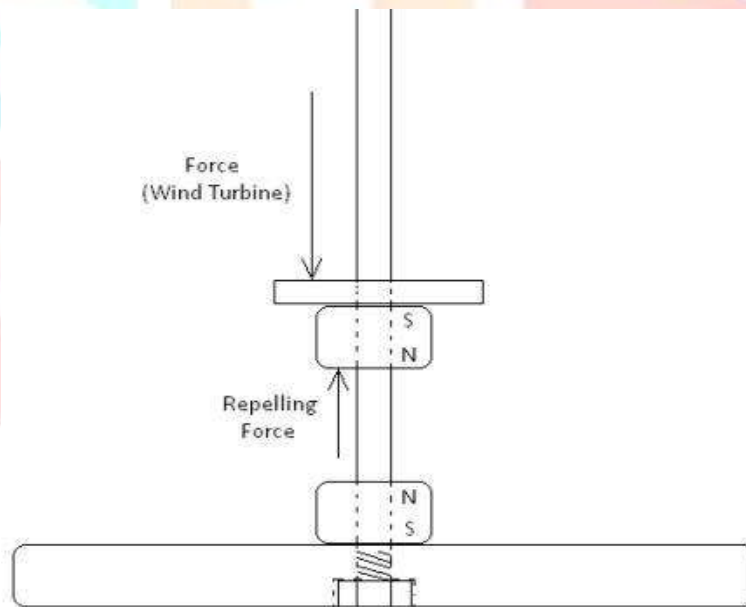 Force
(Wind Turbine)
S
N
Repelling
Force
N
S